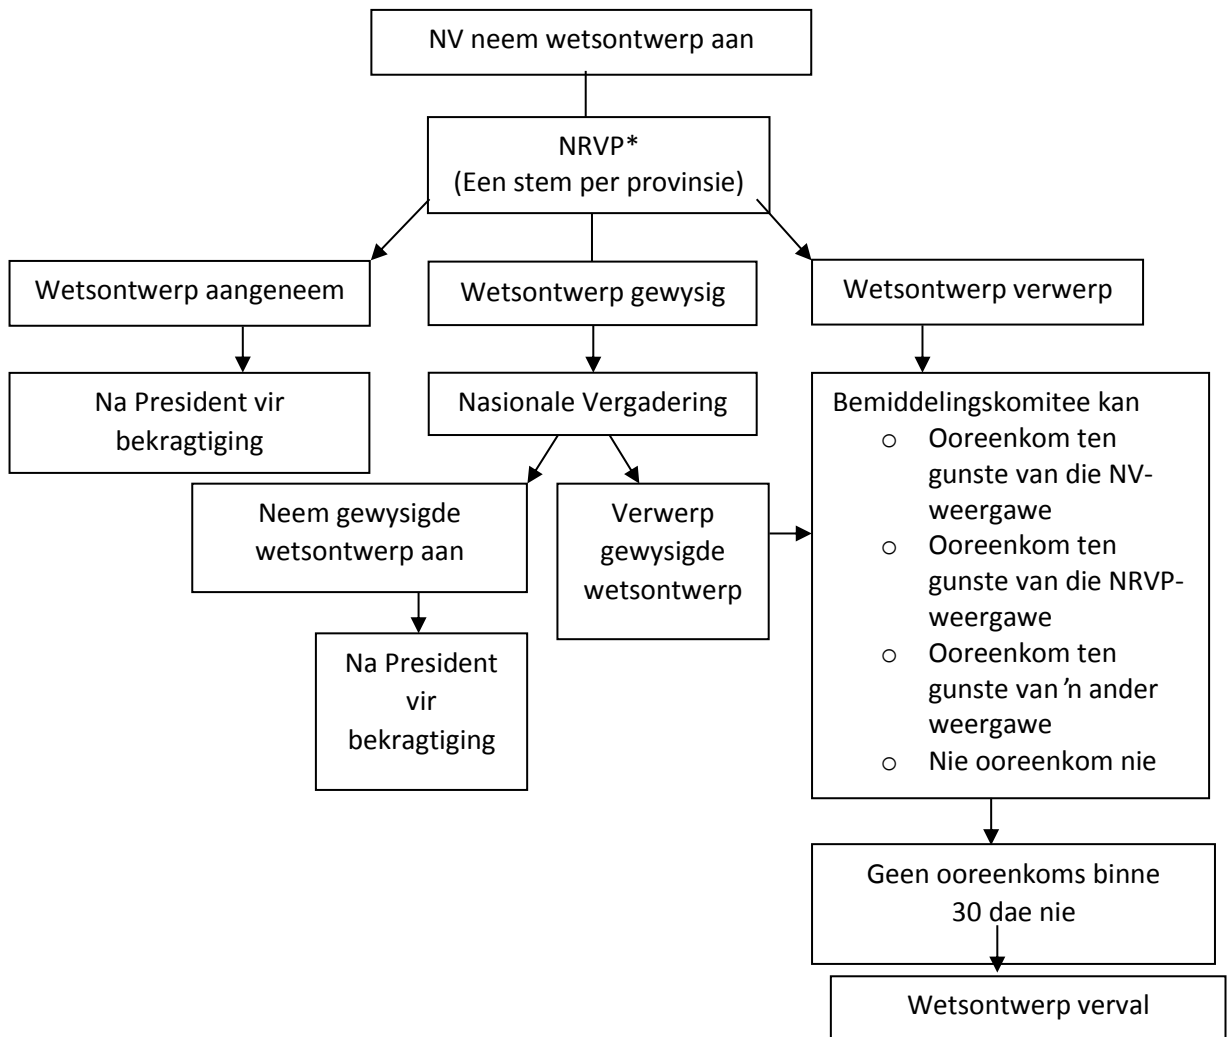 NV neem wetsontwerp aan
NRVP*
(Een stem per provinsie)
Wetsontwerp aangeneem
Wetsontwerp gewysig
Wetsontwerp verwerp
Na President vir
bekragtiging
Nasionale Vergadering
Neem gewysigde
wetsontwerp aan
Verwerp
gewysigde
wetsontwerp
Na President
vir
bekragtiging
Bemiddelingskomitee kan
o Ooreenkom ten
gunste van die NV-
weergawe
o Ooreenkom ten
gunste van die NRVP-
weergawe
o Ooreenkom ten
gunste van 'n ander
weergawe
o Nie ooreenkom nie
Geen ooreenkoms binne
30 dae nie
Wetsontwerp verval